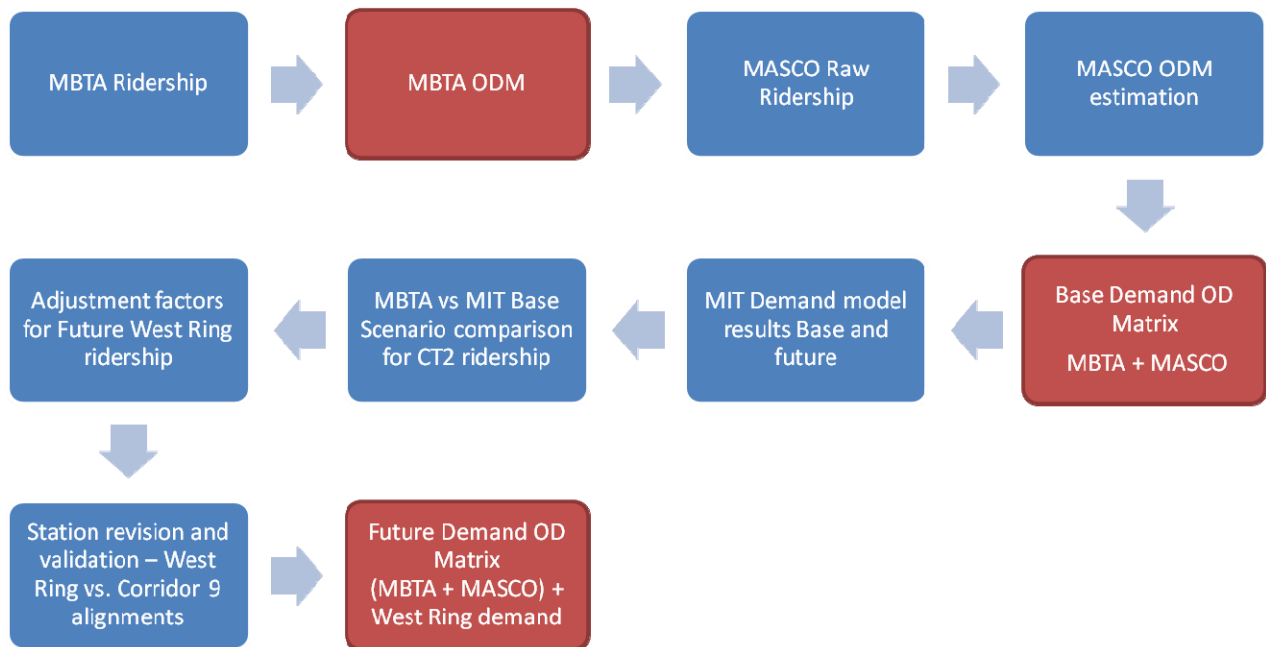 MBTA Ridership
MBTA ODM
MASCO Raw
Ridership
MASCO ODM
estimation
Base Demand OD
Matrix
MBTA + MASCO
MIT Demand model
results Base and
future
MBTA vs MIT Base
Scenario comparison
for CT2 ridership
Adjustment factors
for Future West Ring
ridership
Station revision and
validation – West
Ring vs. Corridor 9
alignments
Future Demand OD
Matrix
(MBTA + MASCO) +
West Ring demand